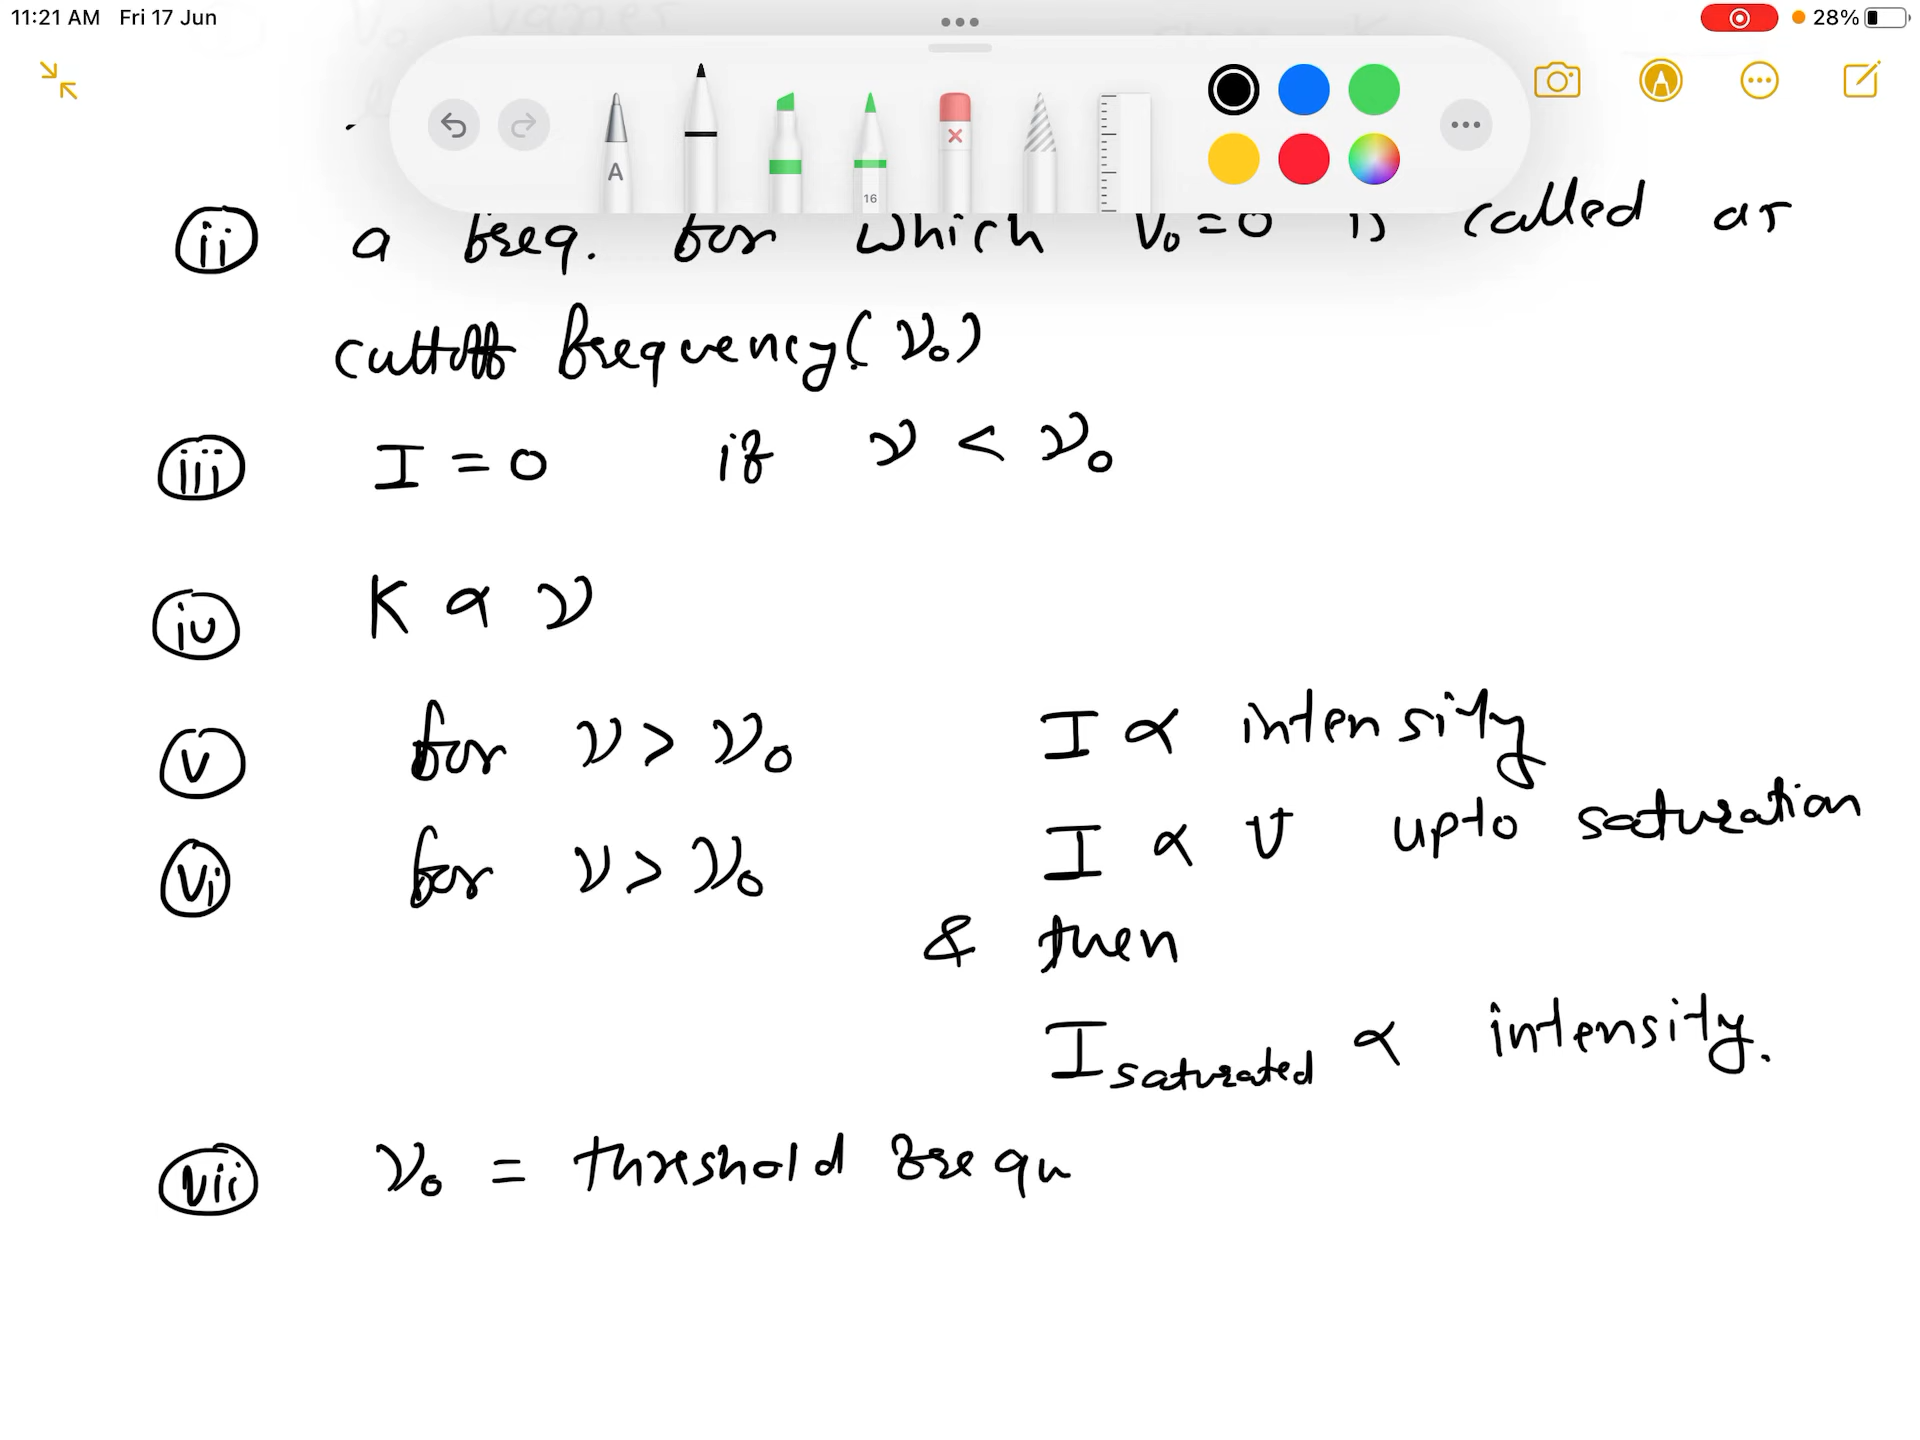 11:21 AM Fri 17 Jun 28%
V₀ varies
A
16
(ii) a freq. for which V₀ = 0 is called as
cuttoff frequency (ν₀)
(iii) I = 0 if ν < ν₀
(iv) K α ν
(v) for ν > ν₀ I α intensity
(vi) for ν > ν₀ I α V upto saturation
& then
I saturated α intensity.
(vii) ν₀ = threshold frequ